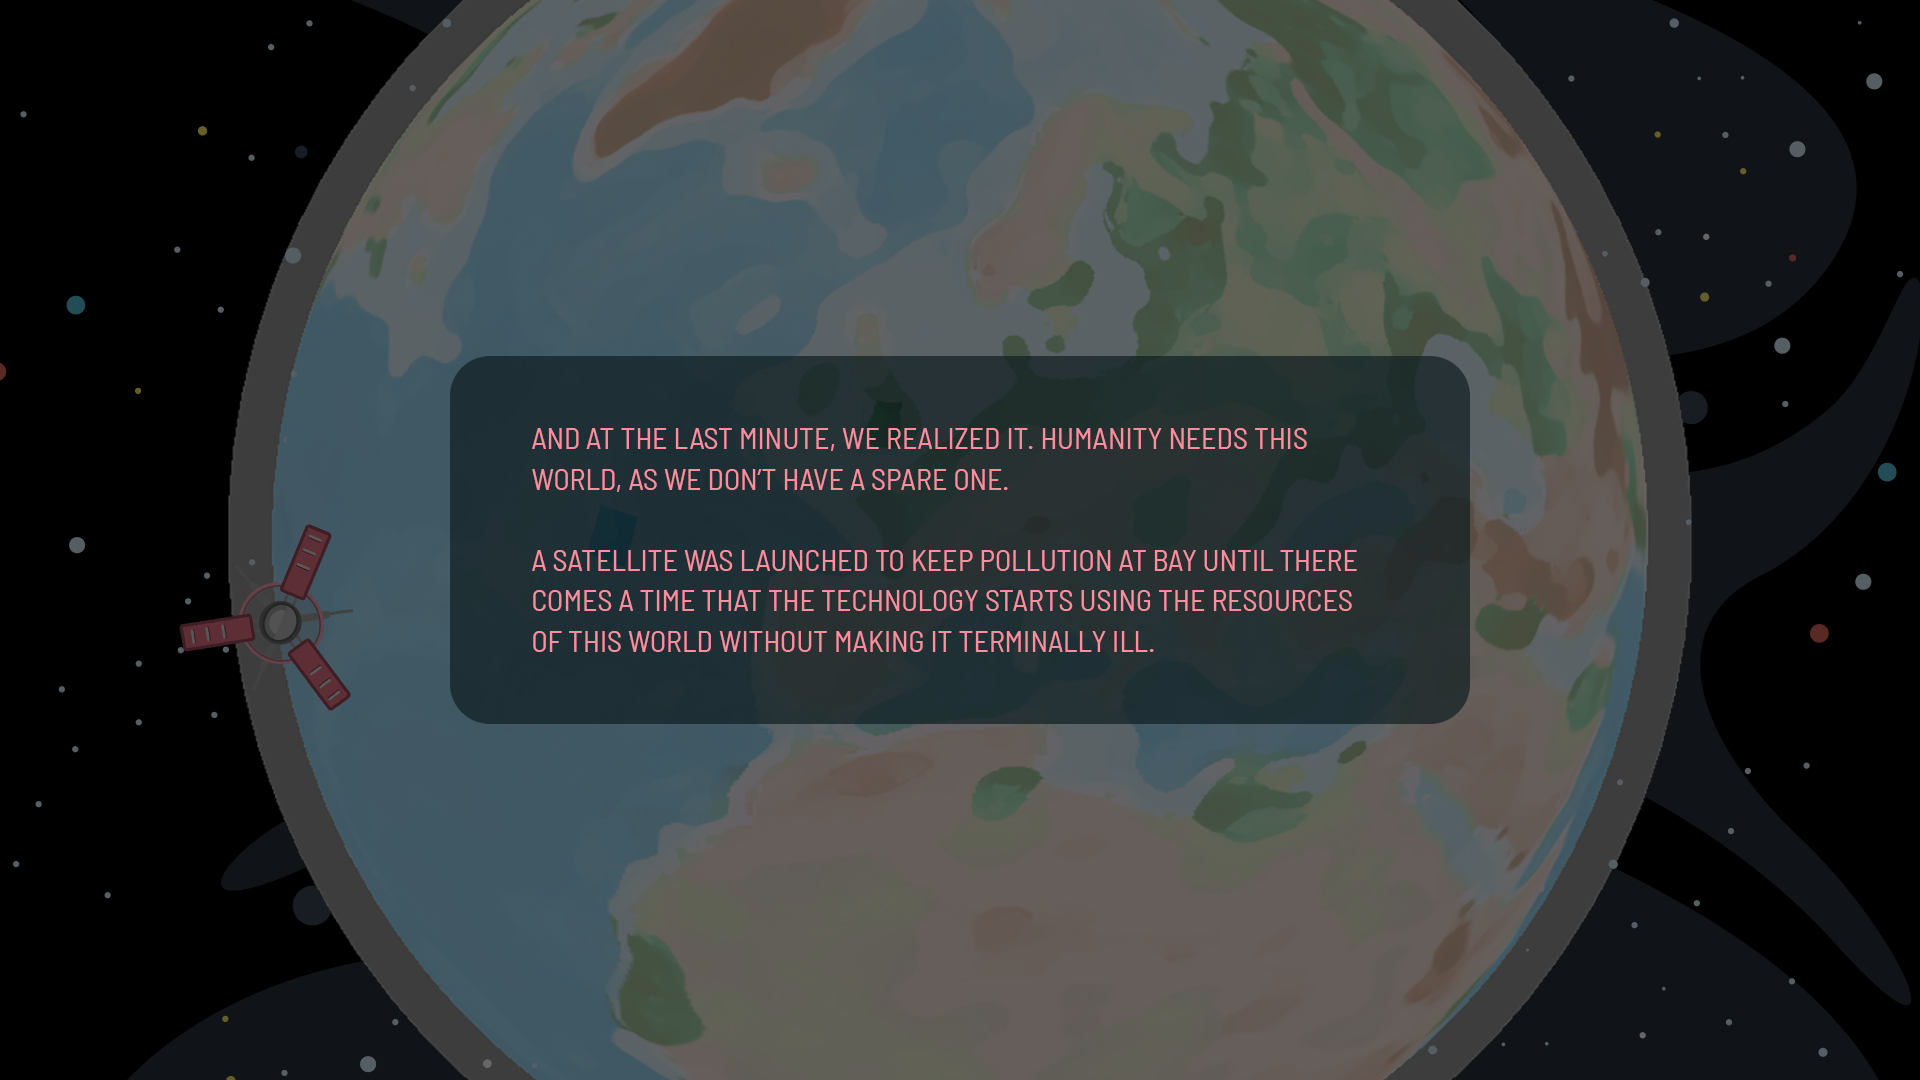 AND AT THE LAST MINUTE, WE REALIZED IT. HUMANITY NEEDS THIS
WORLD, AS WE DON'T HAVE A SPARE ONE.
A SATELLITE WAS LAUNCHED TO KEEP POLLUTION AT BAY UNTIL THERE
COMES A TIME THAT THE TECHNOLOGY STARTS USING THE RESOURCES
OF THIS WORLD WITHOUT MAKING IT TERMINALLY ILL.